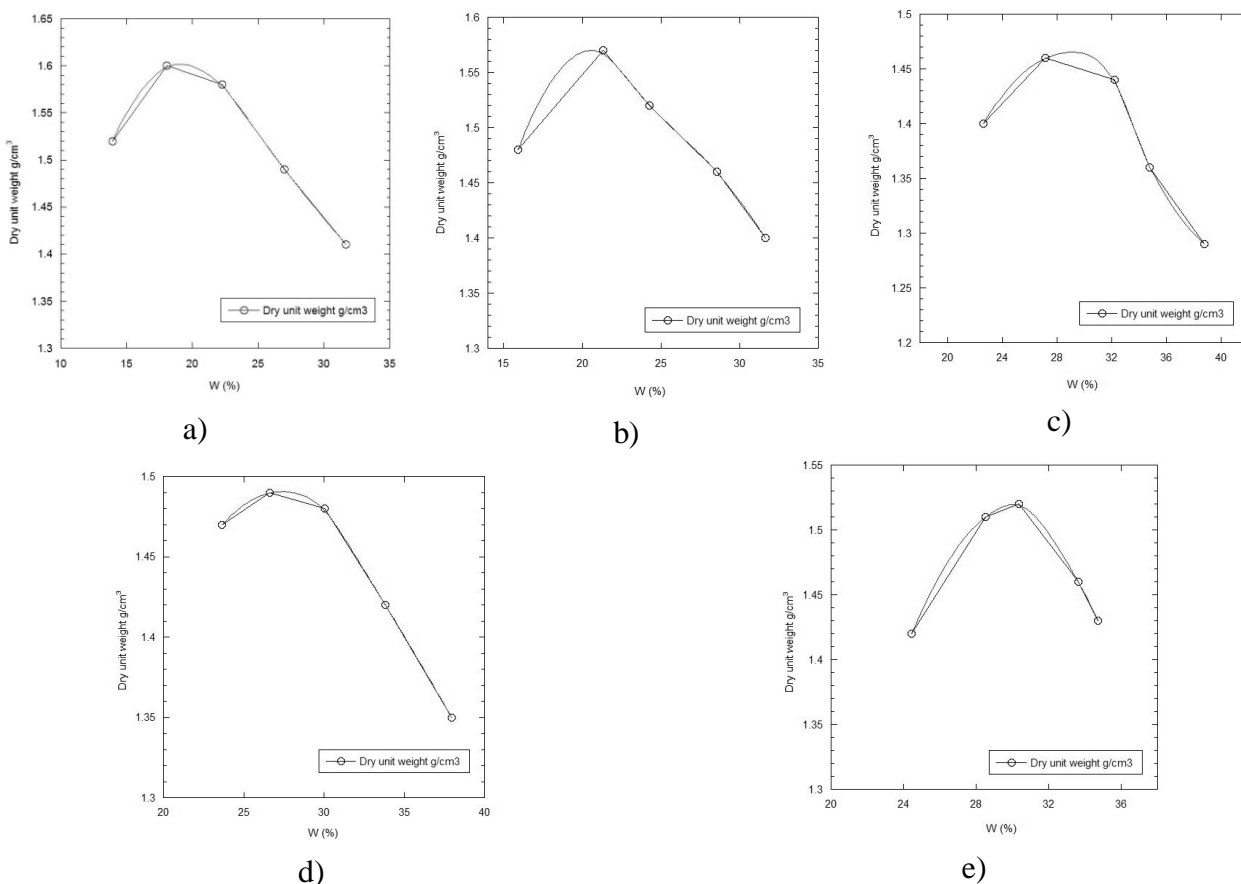 1.65
1.6
1.55
1.5
1.45
1.4
1.35
1.3
Dry unit weight g/cm³
10 15 20 25 30 35
W (%)
Dry unit weight g/cm3
a)
1.6
1.55
1.5
1.45
1.4
1.35
1.3
Dry unit weight g/cm³
15 20 25 30 35
W (%)
Dry unit weight g/cm3
b)
1.5
1.45
1.4
1.35
1.3
1.25
1.2
Dry unit weight g/cm³
20 24 28 32 36 40
W (%)
Dry unit weight g/cm3
c)
1.5
1.45
1.4
1.35
1.3
Dry unit weight g/cm³
20 25 30 35 40
W (%)
Dry unit weight g/cm3
d)
1.55
1.5
1.45
1.4
1.35
1.3
Dry unit weight g/cm³
20 24 28 32 36
W (%)
Dry unit weight g/cm3
e)